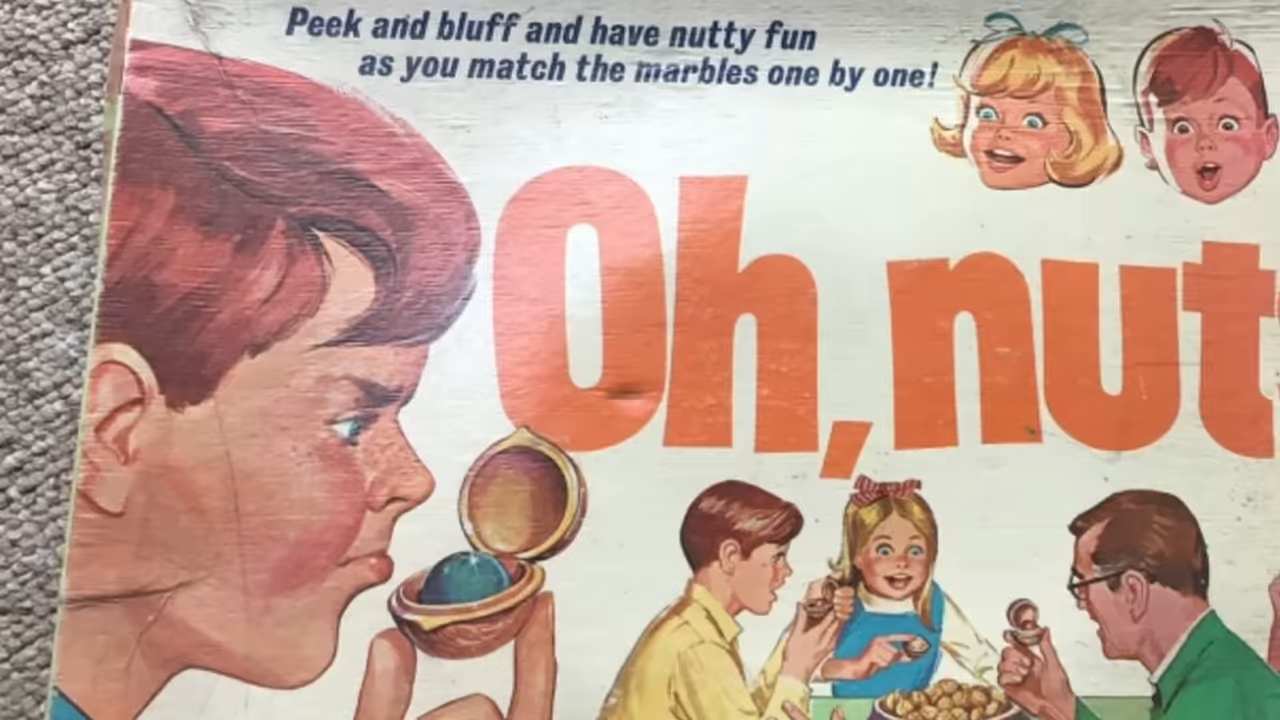 Peek and bluff and have nutty fun
as you match the marbles one by one!
Oh, nut